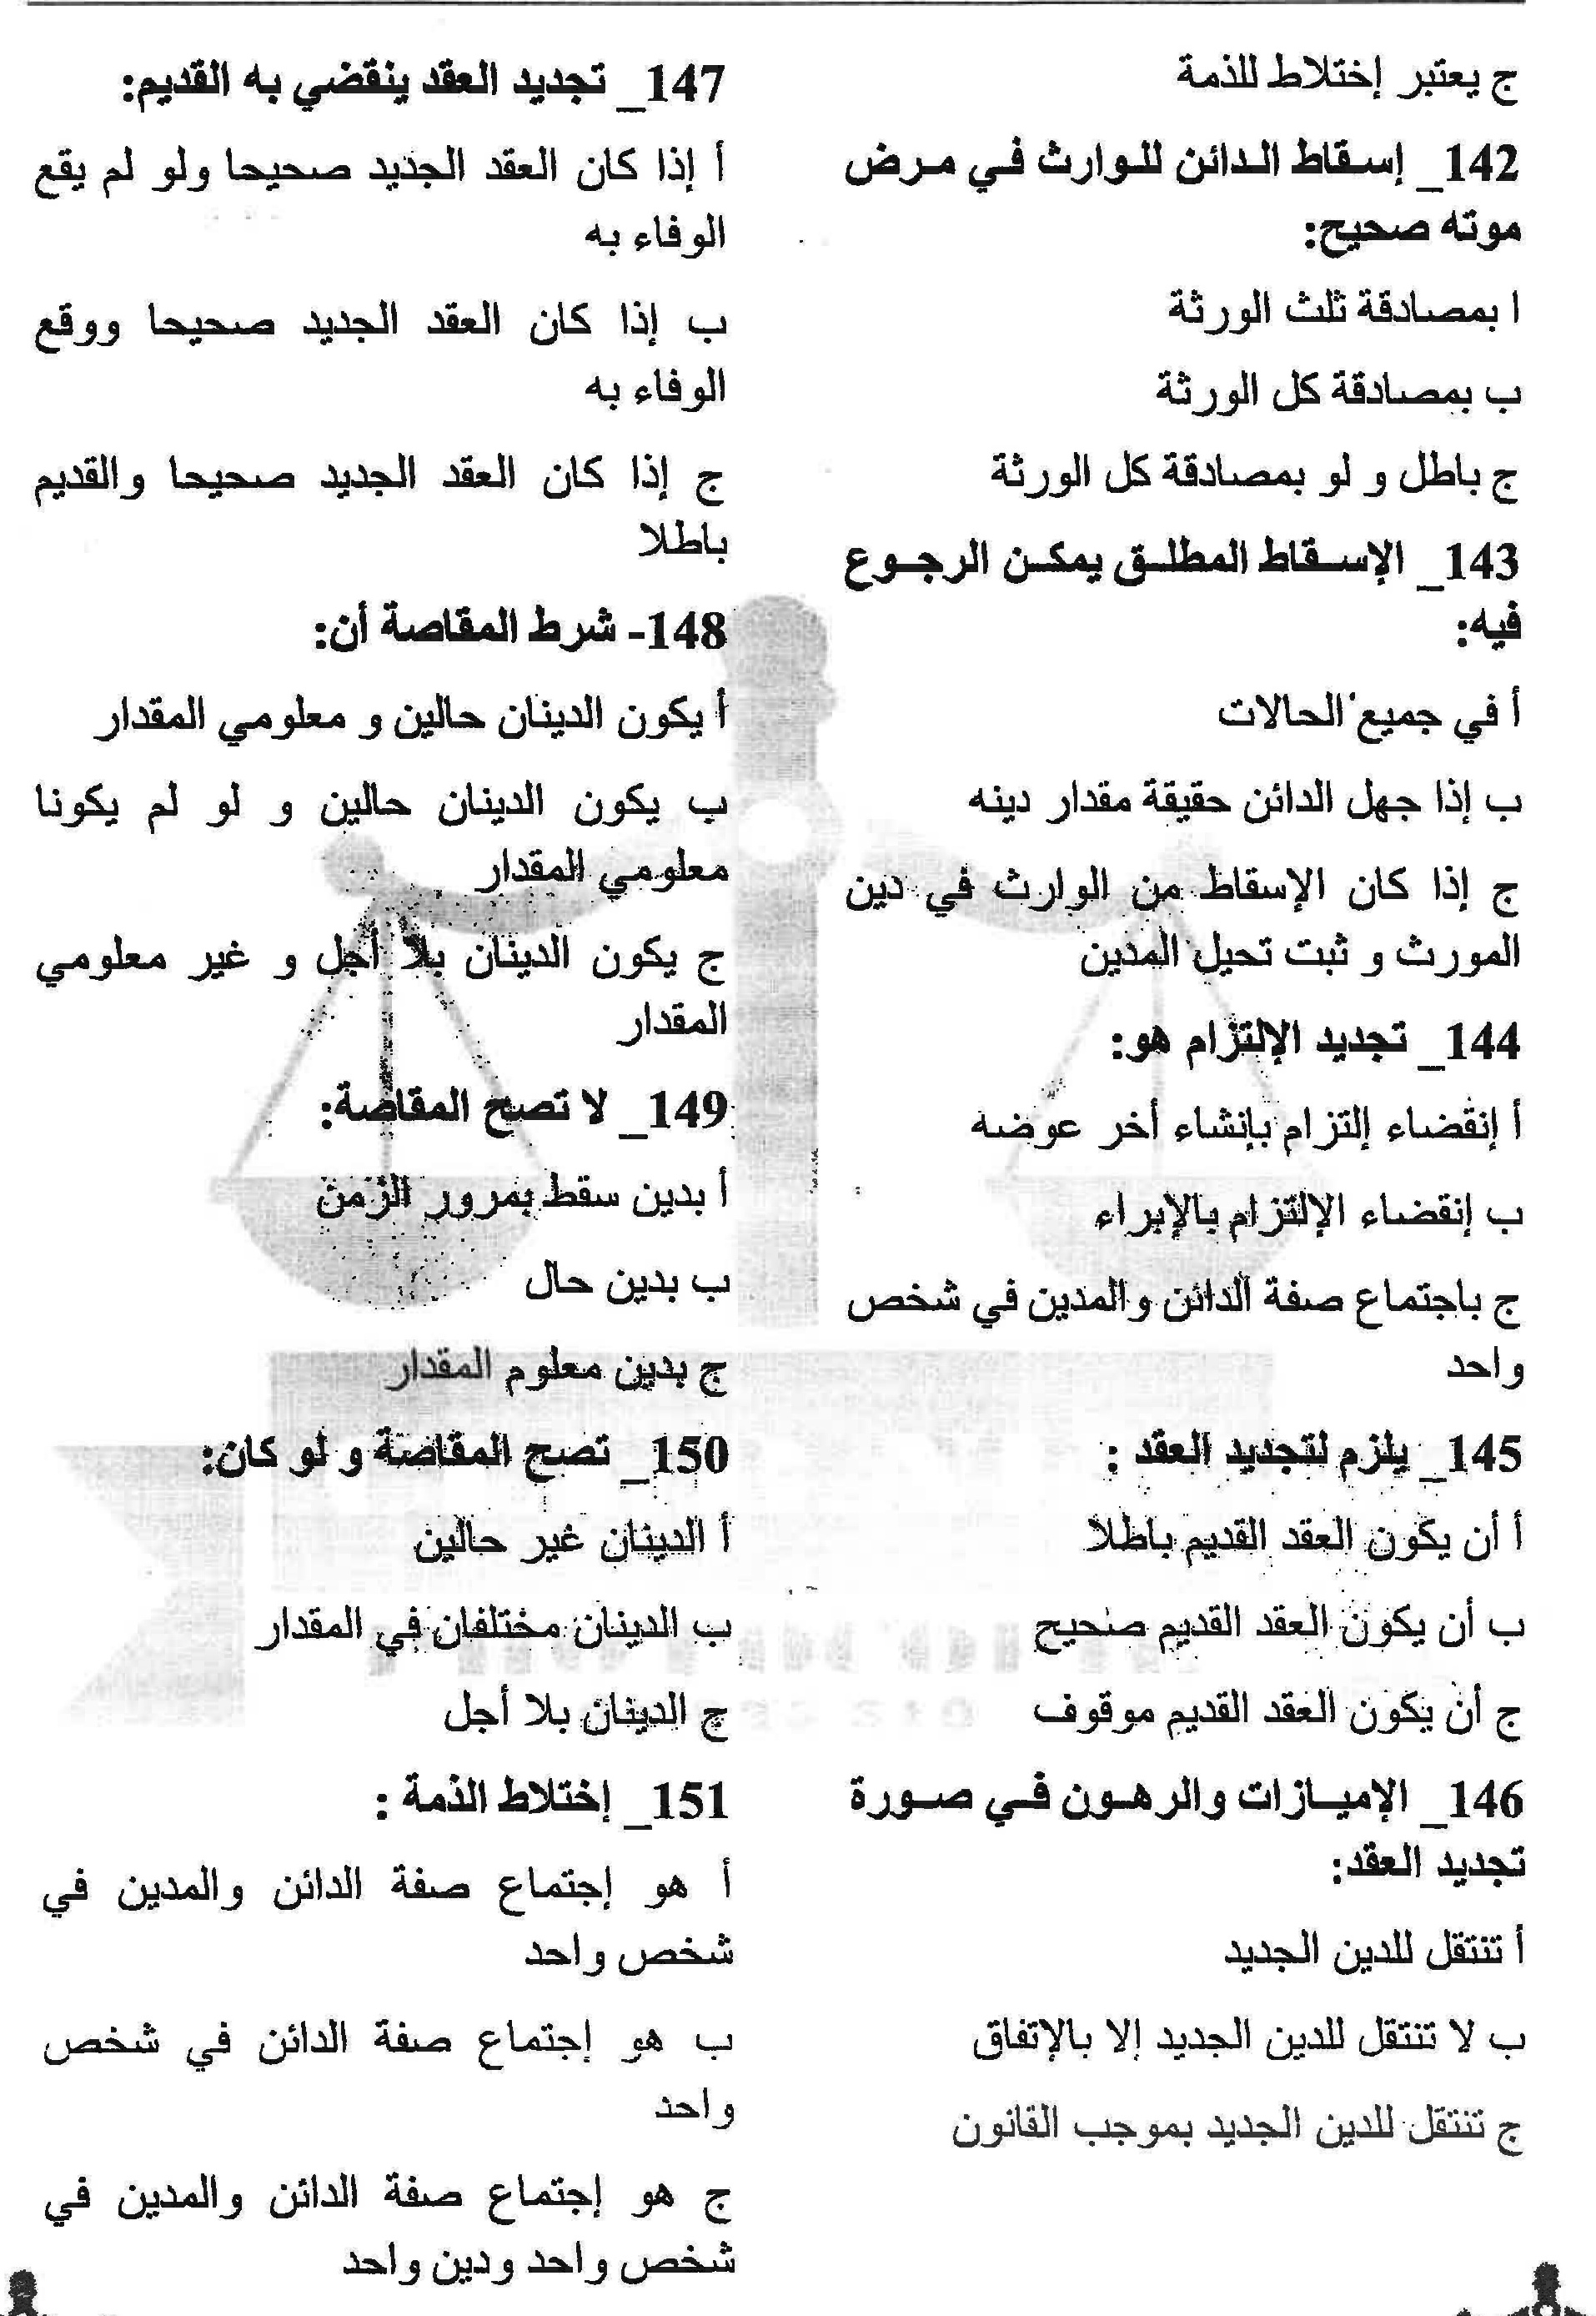 ج يعتبر إختلاط للذمة
142_ إسقاط الدائن للوارث في مرض
موته صحيح:
ا بمصادقة ثلث الورثة
ب بمصادقة كل الورثة
ج باطل و لو بمصادقة كل الورثة
143_ الإسقاط المطلق يمكن الرجوع
فيه:
أ في جميع الحالات
ب إذا جهل الدائن حقيقة مقدار دينه
ج إذا كان الإسقاط من الوارث في دين
المورث و ثبت تحيل المدين
144_ تجديد الإلتزام هو:
أ إنقضاء إلتزام بإنشاء أخر عوضه
ب إنقضاء الإلتزام بالإبراء
ج باجتماع صفة الدائن والمدين في شخص
واحد
145_ يلزم لتجديد العقد :
أ أن يكون العقد القديم باطلا
ب أن يكون العقد القديم صحيح
ج أن يكون العقد القديم موقوف
146_ الإميازات والرهون في صورة
تجديد العقد:
أ تنتقل للدين الجديد
ب لا تنتقل للدين الجديد إلا بالإتفاق
ج تنتقل للدين الجديد بموجب القانون
147_ تجديد العقد ينقضي به القديم:
أ إذا كان العقد الجديد صحيحا ولو لم يقع
الوفاء به
ب إذا كان العقد الجديد صحيحا ووقع
الوفاء به
ج إذا كان العقد الجديد صحيحا والقديم
باطلا
148- شرط المقاصة أن:
أ يكون الدينان حالين و معلومي المقدار
ب يكون الدينان حالين و لو لم يكونا
معلومي المقدار
ج يكون الدينان بلا أجل و غير معلومي
المقدار
149_ لا تصح المقاصة:
أ بدين سقط بمرور الزمن
ب بدين حال
ج بدين معلوم المقدار
150_ تصح المقاصة و لو كان:
أ الدينان غير حالين
ب الدينان مختلفان في المقدار
ج الدينان بلا أجل
151_ إختلاط الذمة :
أ هو إجتماع صفة الدائن والمدين في
شخص واحد
ب هو إجتماع صفة الدائن في شخص
واحد
ج هو إجتماع صفة الدائن والمدين في
شخص واحد ودين واحد